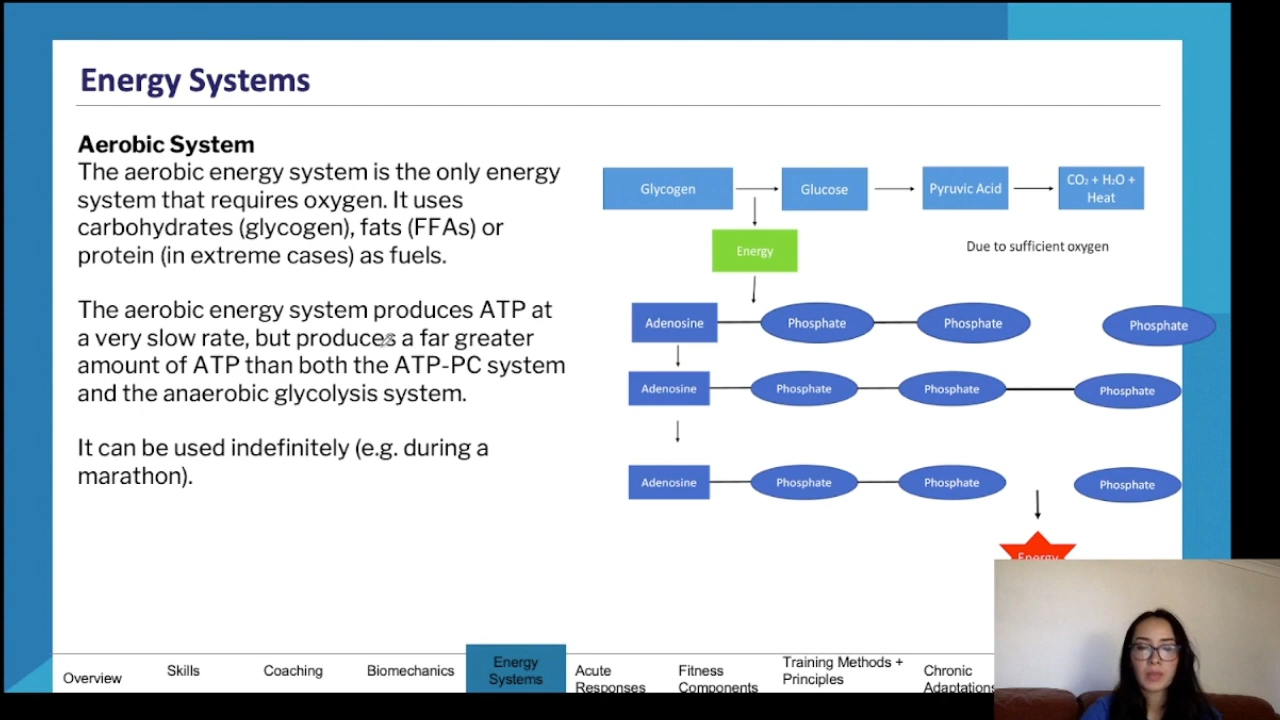 Energy Systems
Aerobic System
The aerobic energy system is the only energy
system that requires oxygen. It uses
carbohydrates (glycogen), fats (FFAs) or
protein (in extreme cases) as fuels.
The aerobic energy system produces ATP at
a very slow rate, but produces a far greater
amount of ATP than both the ATP-PC system
and the anaerobic glycolysis system.
It can be used indefinitely (e.g. during a
marathon).
Glycogen
Glucose
Pyruvic Acid
CO₂ + H₂O +
Heat
Energy
Due to sufficient oxygen
Adenosine
Phosphate
Phosphate
Phosphate
Adenosine
Phosphate
Phosphate
Phosphate
Adenosine
Phosphate
Phosphate
Phosphate
Energy
Overview
Skills
Coaching
Biomechanics
Energy
Systems
Acute
Responses
Fitness
Components
Training Methods +
Principles
Chronic
Adaptations